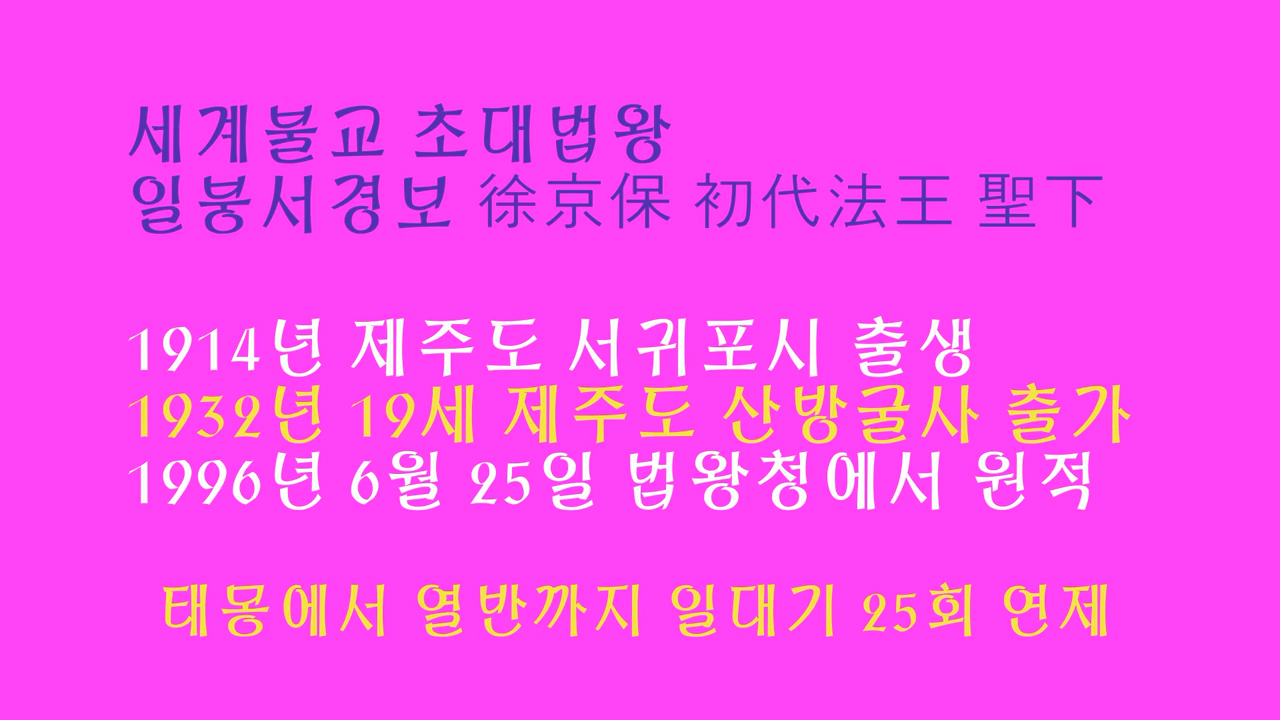 세계불교 초대법왕
일붕서경보 徐京保 初代法王 聖下
1914년 제주도 서귀포시 출생
1932년 19세 제주도 산방굴사 출가
1996년 6월 25일 법왕청에서 원적
태몽에서 열반까지 일대기 25회 연제